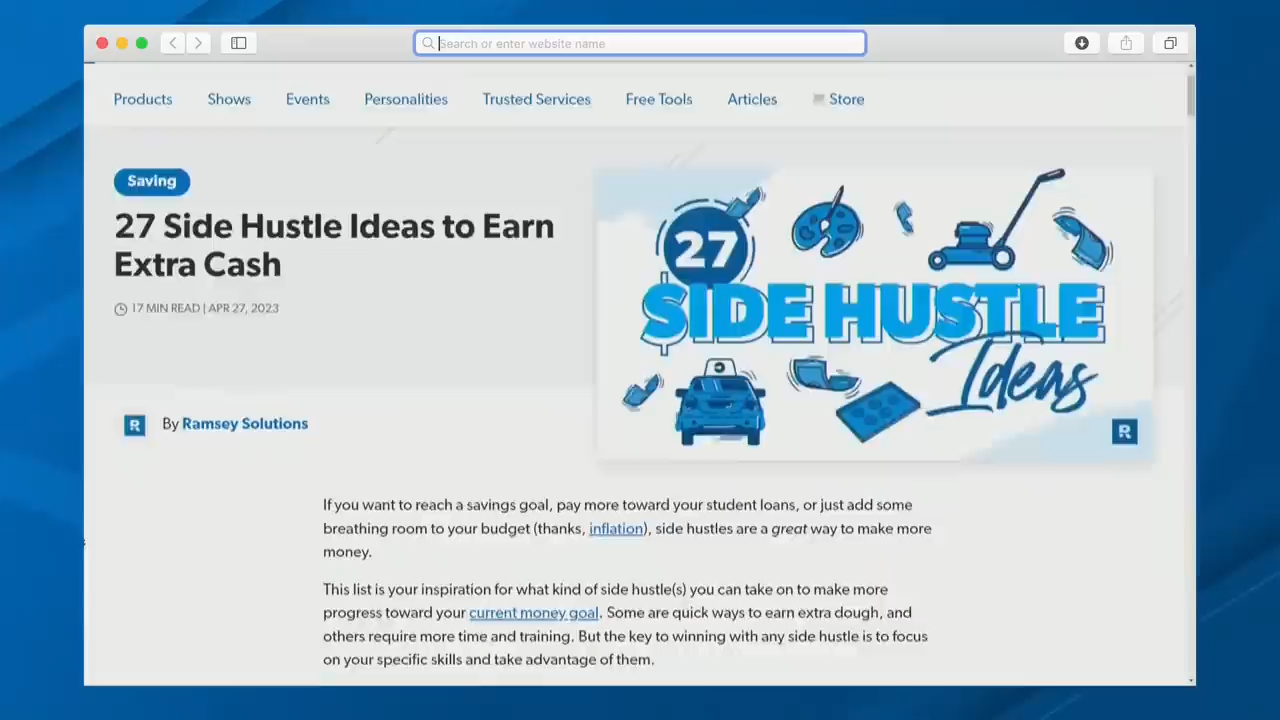 Search or enter website name
Products Shows Events Personalities Trusted Services Free Tools Articles Store
Saving
27 Side Hustle Ideas to Earn
Extra Cash
17 MIN READ | APR 27, 2023
27
SIDE HUSTLE
Ideas
R
R
By Ramsey Solutions
If you want to reach a savings goal, pay more toward your student loans, or just add some
breathing room to your budget (thanks, inflation), side hustles are a great way to make more
money.
This list is your inspiration for what kind of side hustle(s) you can take on to make more
progress toward your current money goal. Some are quick ways to earn extra dough, and
others require more time and training. But the key to winning with any side hustle is to focus
on your specific skills and take advantage of them.